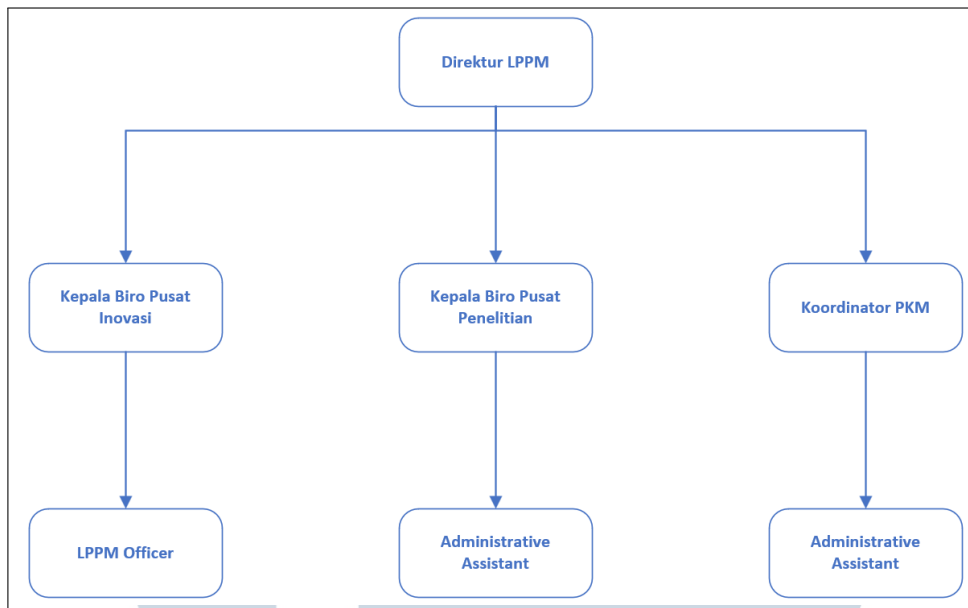 Direktur LPPM
Kepala Biro Pusat
Inovasi
Kepala Biro Pusat
Penelitian
Koordinator PKM
LPPM Officer
Administrative
Assistant
Administrative
Assistant